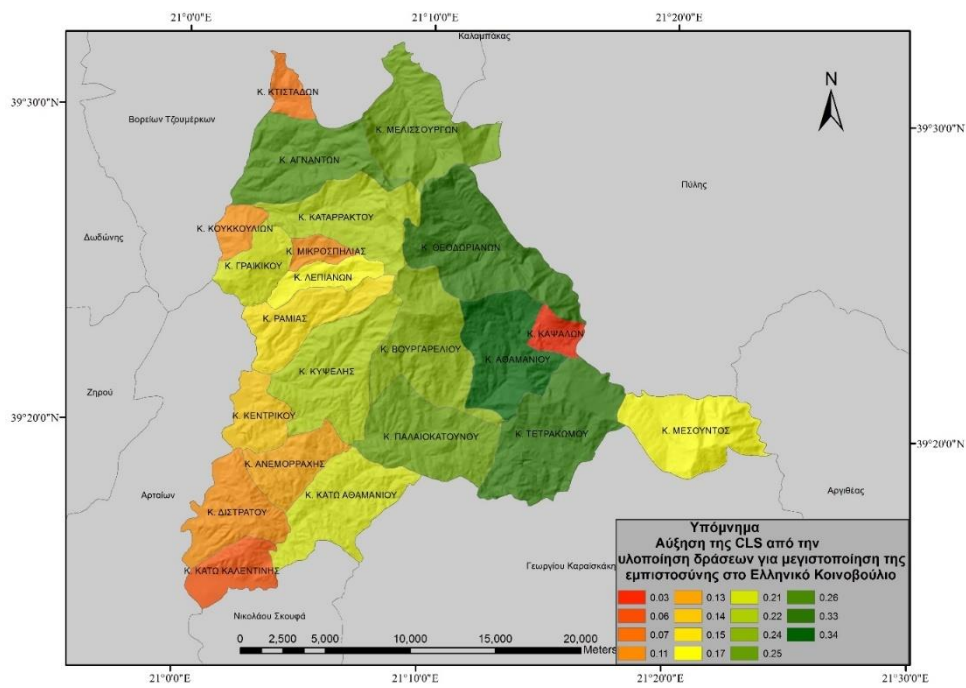 21°0'0"E 21°10'0"E 21°20'0"E
Καλαμπάκας
39°30'0"N
Κ. ΚΤΙΣΤΑΔΩΝ
N
Βορείων Τζουμέρκων
Κ. ΜΕΛΙΣΣΟΥΡΓΩΝ
39°30'0"N
Κ. ΑΓΝΑΝΤΩΝ
Πύλης
Κ. ΚΑΤΑΡΡΑΚΤΟΥ
Κ. ΚΟΥΚΚΟΥΛΙΩΝ
Δωδώνης
Κ. ΘΕΟΔΩΡΙΑΝΩΝ
Κ. ΜΙΚΡΟΣΠΗΛΙΑΣ
Κ. ΓΡΑΙΚΙΚΟΥ
Κ. ΛΕΠΙΑΝΩΝ
Κ. ΡΑΜΙΑΣ
Κ. ΚΑΨΑΛΩΝ
Κ. ΒΟΥΡΓΑΡΕΛΙΟΥ
Κ. ΑΘΑΜΑΝΙΟΥ
Κ. ΚΥΨΕΛΗΣ
Ζηρού
39°20'0"N
Κ. ΚΕΝΤΡΙΚΟΥ
Κ. ΜΕΣΟΥΝΤΟΣ
Κ. ΠΑΛΑΙΟΚΑΤΟΥΝΟΥ
Κ. ΤΕΤΡΑΚΩΜΟΥ
39°20'0"N
Κ. ΑΝΕΜΟΡΡΑΧΗΣ
Αργιθέας
Αρταίων
Κ. ΚΑΤΩ ΑΘΑΜΑΝΙΟΥ
Κ. ΔΙΣΤΡΑΤΟΥ
Κ. ΚΑΤΩ ΚΑΛΕΝΤΙΝΗΣ
Γεωργίου Καραϊσκάκη
Νικολάου Σκουφά
Υπόμνημα
Αύξηση της CLS από την
υλοποίηση δράσεων για μεγιστοποίηση της
εμπιστοσύνης στο Ελληνικό Κοινοβούλιο
0.03 0.13 0.21 0.26
0.06 0.14 0.22 0.33
0.07 0.15 0.24 0.34
0.11 0.17 0.25
0 2,500 5,000 10,000 15,000 20,000
Meters
21°0'0"E 21°10'0"E 21°20'0"E 21°30'0"E